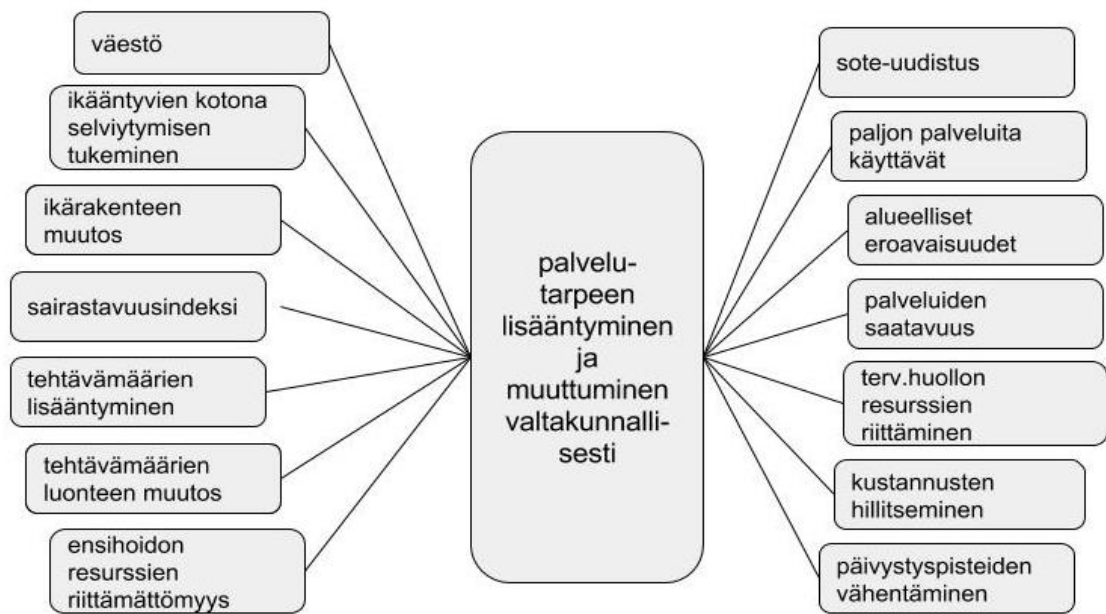 väestö
ikääntyvien kotona
selviytymisen
tukeminen
ikärakenteen
muutos
sairastavuusindeksi
tehtävämäärien
lisääntyminen
tehtävämäärien
luonteen muutos
ensihoidon
resurssien
riittämättömyys
palvelu-
tarpeen
lisääntyminen
ja
muuttuminen
valtakunnalli-
sesti
sote-uudistus
paljon palveluita
käyttävät
alueelliset
eroavaisuudet
palveluiden
saatavuus
terv.huollon
resurssien
riittäminen
kustannusten
hillitseminen
päivystyspisteiden
vähentäminen